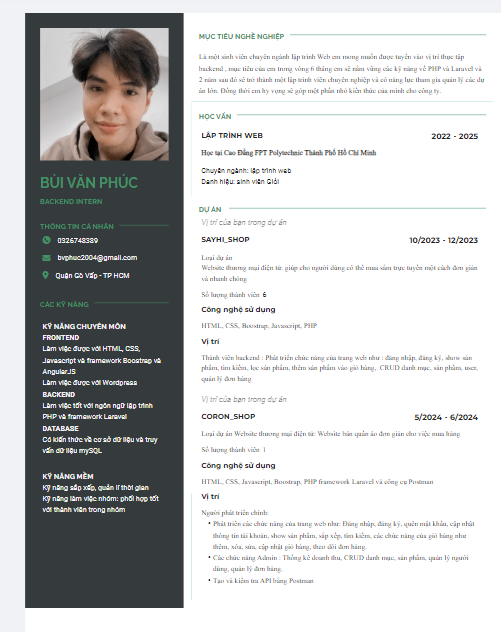 BÙI VĂN PHÚC
BACKEND INTERN
THÔNG TIN CÁ NHÂN
0326748389
bvphuc2004@gmail.com
Quận Gò Vấp - TP HCM
CÁC KỸ NĂNG
KỸ NĂNG CHUYÊN MÔN
FRONTEND
Làm việc được với HTML, CSS,
Javascript và framework Boostrap và
AngularJS
Làm việc được với Wordpress
BACKEND
Làm việc tốt với ngôn ngữ lập trình
PHP và framework Laravel
DATABASE
Có kiến thức về cơ sở dữ liệu và truy
vấn dữ liệu mySQL
KỸ NĂNG MỀM
Kỹ năng sắp xếp, quản lí thời gian
Kỹ năng làm việc nhóm: phối hợp tốt
với thành viên trong nhóm
MỤC TIÊU NGHỀ NGHIỆP
Là một sinh viên chuyên ngành lập trình Web em mong muốn được tuyển vào vị trí thực tập
backend , mục tiêu của em trong vòng 6 tháng em sẽ nắm vững các kỹ năng về PHP và Laravel và
2 năm sau đó sẽ trở thành một lập trình viên chuyên nghiệp và có năng lực tham gia quản lý các dự
án lớn. Đồng thời em hy vọng sẽ góp một phần nhỏ kiến thức của mình cho công ty.
HỌC VẤN
LẬP TRÌNH WEB 2022 - 2025
Học tại Cao Đẳng FPT Polytechnic Thành Phố Hồ Chí Minh
Chuyên ngành: lập trình web
Danh hiệu: sinh viên Giỏi
DỰ ÁN
Vị trí của bạn trong dự án
SAYHI_SHOP 10/2023 - 12/2023
Loại dự án
Website thương mại điện tử: giúp cho người dùng có thể mua sắm trực tuyến một cách đơn giản
và nhanh chóng
Số lượng thành viên 6
Công nghệ sử dụng
HTML, CSS, Boostrap, Javascript, PHP
Vị trí
Thành viên backend : Phát triển chức năng của trang web như : đăng nhập, đăng ký, show sản
phẩm, tìm kiếm, lọc sản phẩm, thêm sản phẩm vào giỏ hàng, CRUD danh mục, sản phẩm, user,
quản lý đơn hàng
Vị trí của bạn trong dự án
CORON_SHOP 5/2024 - 6/2024
Loại dự án Website thương mại điện tử: Website bán quần áo đơn giản cho việc mua hàng
Số lượng thành viên 1
Công nghệ sử dụng
HTML, CSS, Javascript, Boostrap, PHP framework Laravel và công cụ Postman
Vị trí
Người phát triển chính:
• Phát triển các chức năng của trang web như: Đăng nhập, đăng ký, quên mật khẩu, cập nhật
thông tin tài khoản, show sản phẩm, sắp xếp, tìm kiếm, các chức năng của giỏ hàng như
thêm, xóa, sửa, cập nhật giỏ hàng, theo dõi đơn hàng.
• Các chức năng Admin : Thống kê doanh thu, CRUD danh mục, sản phẩm, quản lý người
dùng, quản lý đơn hàng.
• Tạo và kiểm tra API bằng Postman